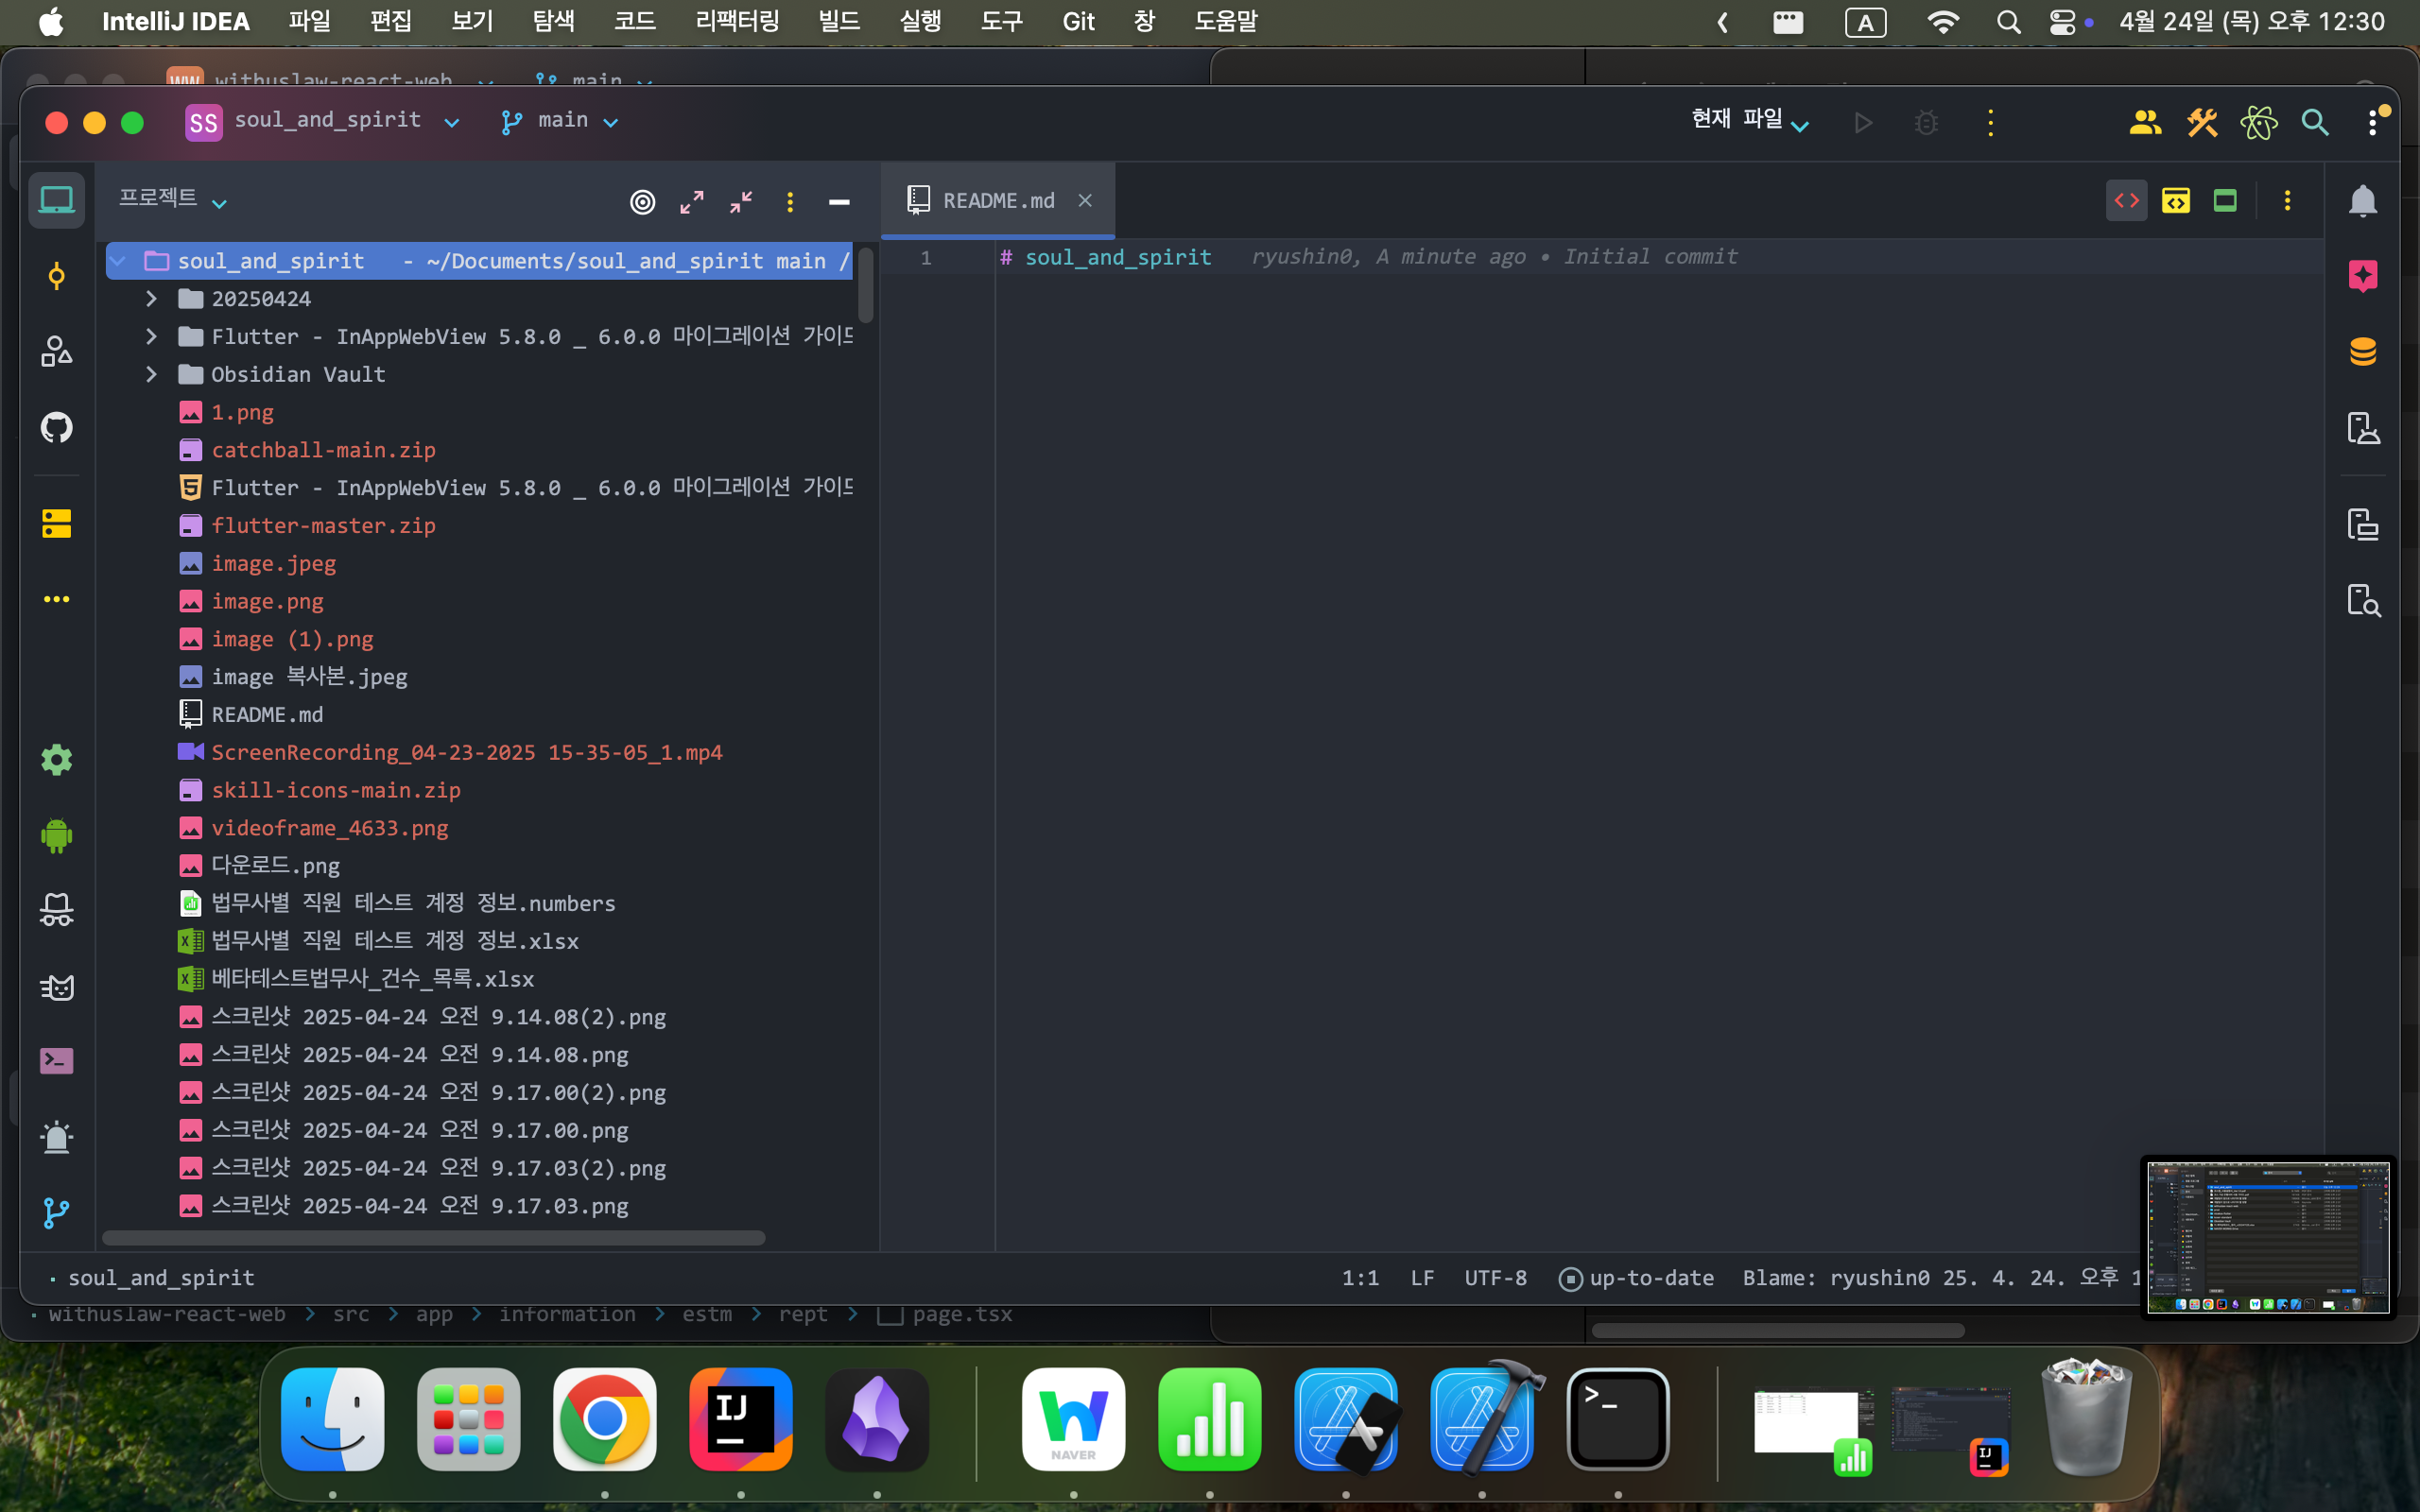 IntelliJ IDEA 파일 편집 보기 탐색 코드 리팩터링 빌드 실행 도구 Git 창 도움말 A 4월 24일 (목) 오후 12:30
WW withuslaw-react-web main
SS soul_and_spirit main 현재 파일
프로젝트
README.md
soul_and_spirit - ~/Documents/soul_and_spirit main /
1 # soul_and_spirit ryushin0, A minute ago • Initial commit
20250424
Flutter - InAppWebView 5.8.0 _ 6.0.0 마이그레이션 가이드
Obsidian Vault
1.png
catchball-main.zip
Flutter - InAppWebView 5.8.0 _ 6.0.0 마이그레이션 가이드
flutter-master.zip
image.jpeg
image.png
image (1).png
image 복사본.jpeg
README.md
ScreenRecording_04-23-2025 15-35-05_1.mp4
skill-icons-main.zip
videoframe_4633.png
다운로드.png
법무사별 직원 테스트 계정 정보.numbers
법무사별 직원 테스트 계정 정보.xlsx
베타테스트법무사_건수_목록.xlsx
스크린샷 2025-04-24 오전 9.14.08(2).png
스크린샷 2025-04-24 오전 9.14.08.png
스크린샷 2025-04-24 오전 9.17.00(2).png
스크린샷 2025-04-24 오전 9.17.00.png
스크린샷 2025-04-24 오전 9.17.03(2).png
스크린샷 2025-04-24 오전 9.17.03.png
soul_and_spirit 1:1 LF UTF-8 up-to-date Blame: ryushin0 25. 4. 24. 오후 1
withuslaw-react-web > src > app > information > estm > rept > page.tsx
IJ
NAVER
>_
IJ